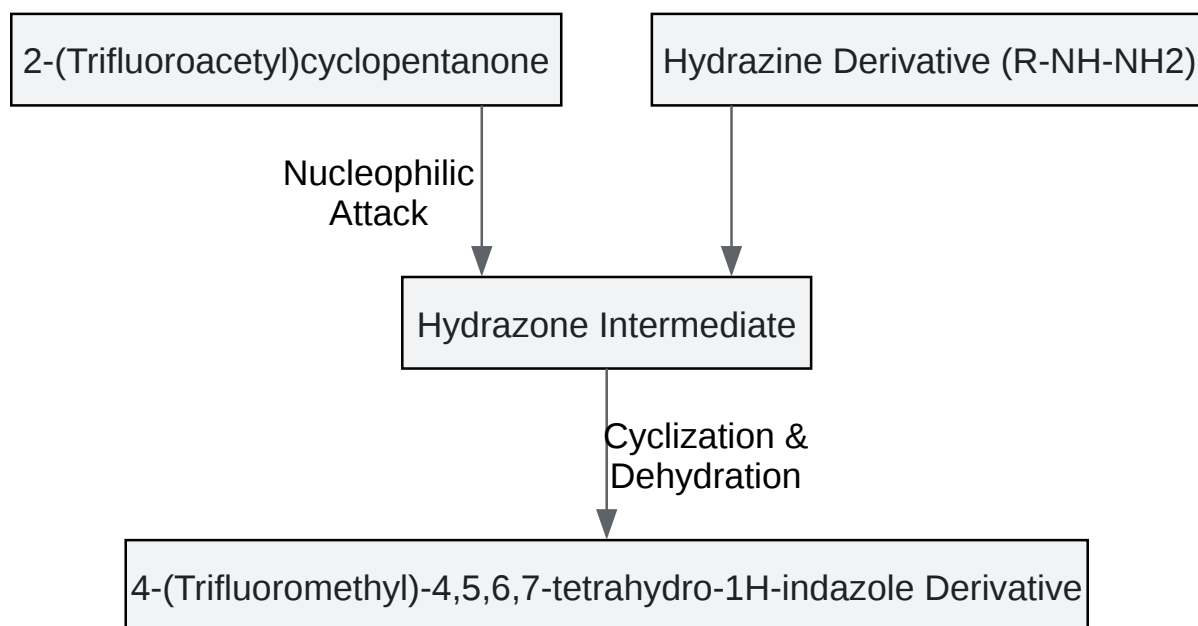 2-(Trifluoroacetyl)cyclopentanone
Hydrazine Derivative (R-NH-NH2)
Nucleophilic
Attack
Hydrazone Intermediate
Cyclization &
Dehydration
4-(Trifluoromethyl)-4,5,6,7-tetrahydro-1H-indazole Derivative